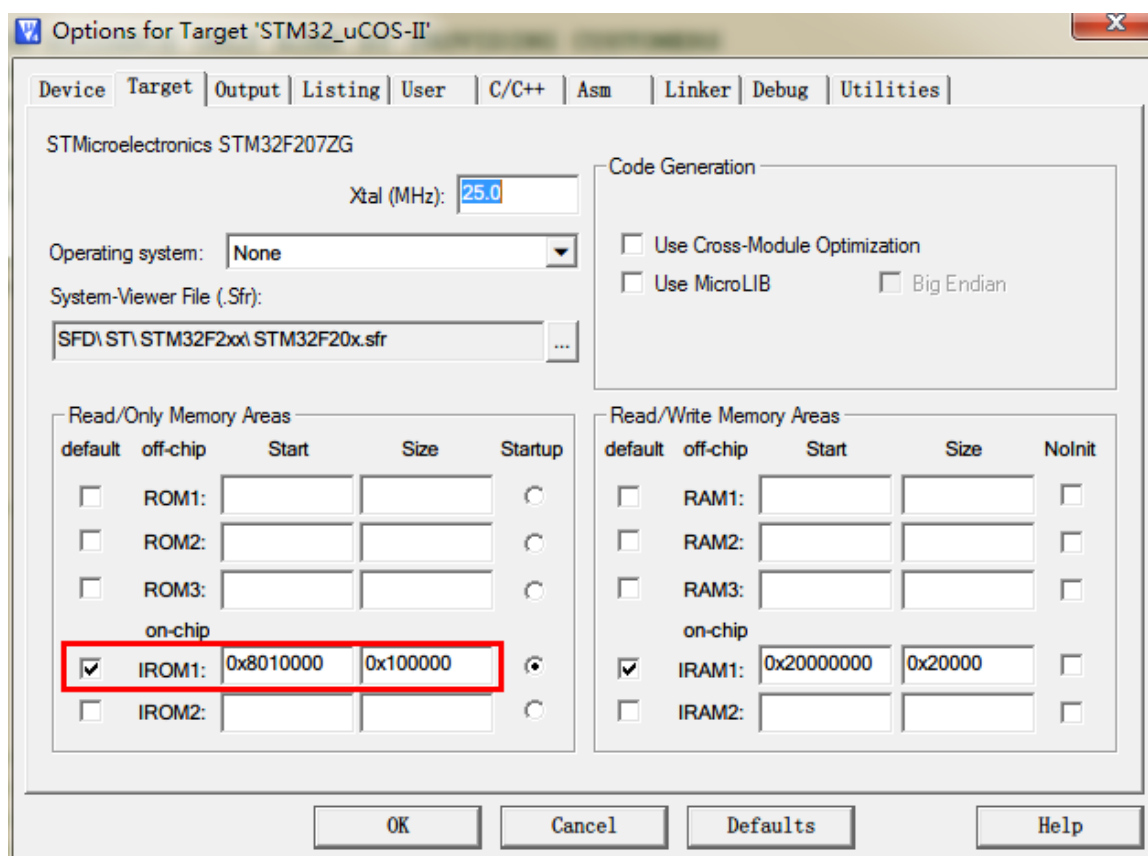 Options for Target 'STM32_uCOS-II'
Device Target Output Listing User C/C++ Asm Linker Debug Utilities
STMicroelectronics STM32F207ZG
Xtal (MHz): 25.0
Operating system: None
System-Viewer File (.Sfr):
SFD\ST\STM32F2xx\STM32F20x.sfr ...
Code Generation
Use Cross-Module Optimization
Use MicroLIB Big Endian
Read/Only Memory Areas
default off-chip Start Size Startup
ROM1:
ROM2:
ROM3:
on-chip
IROM1: 0x8010000 0x100000
IROM2:
Read/Write Memory Areas
default off-chip Start Size NoInit
RAM1:
RAM2:
RAM3:
on-chip
IRAM1: 0x20000000 0x20000
IRAM2:
OK Cancel Defaults Help